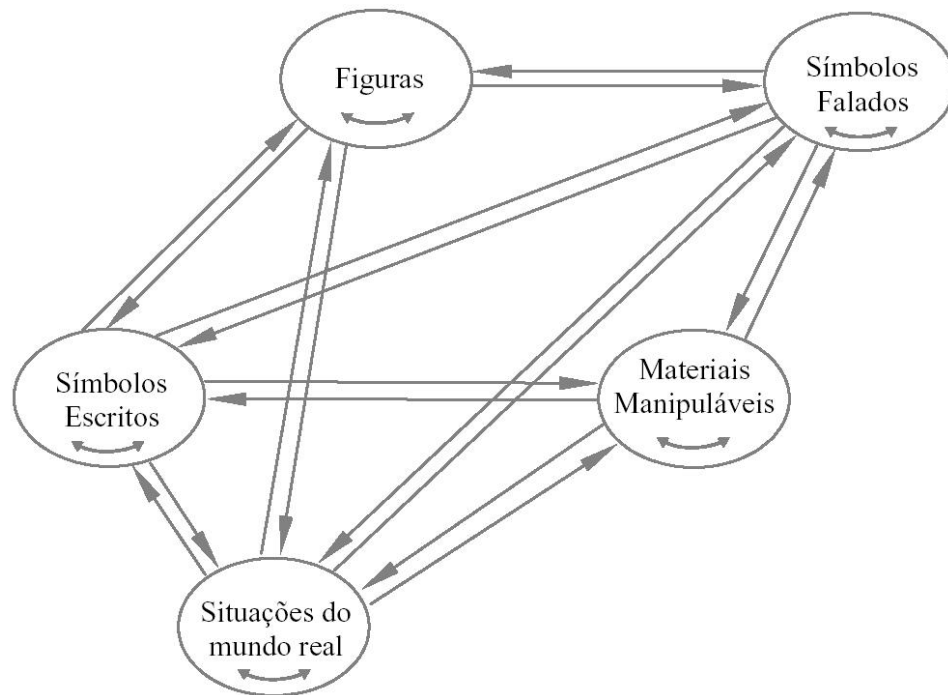 Figuras
Símbolos
Falados
Símbolos
Escritos
Materiais
Manipuláveis
Situações do
mundo real